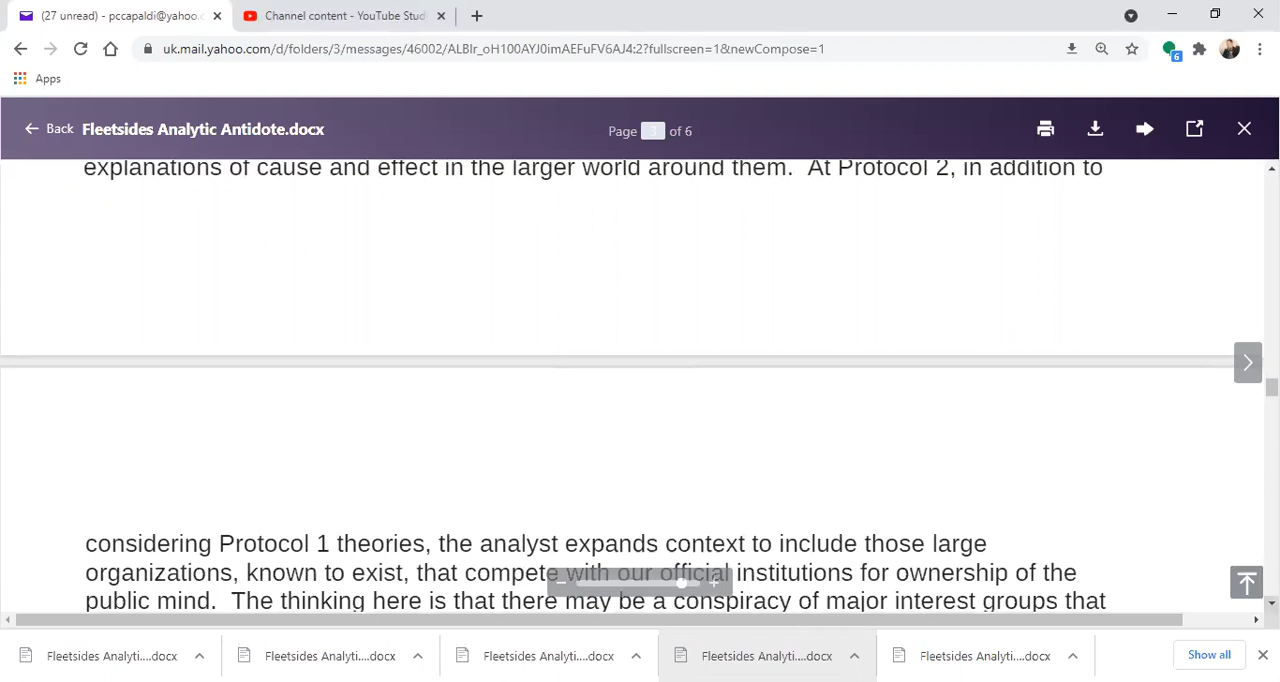 (27 unread) - pccapaldi@yahoo.c
Channel content - YouTube Stud
uk.mail.yahoo.com/d/folders/3/messages/46002/ALBlr_oH100AYJ0imAEFuFV6AJ4:2?fullscreen=1&newCompose=1
6
Apps
Back Fleetsides Analytic Antidote.docx
Page 3 of 6
explanations of cause and effect in the larger world around them.  At Protocol 2, in addition to
considering Protocol 1 theories, the analyst expands context to include those large
organizations, known to exist, that compete with our official institutions for ownership of the
public mind.  The thinking here is that there may be a conspiracy of major interest groups that
Fleetsides Analyti....docx
Fleetsides Analyti....docx
Fleetsides Analyti....docx
Fleetsides Analyti....docx
Fleetsides Analyti....docx
Show all